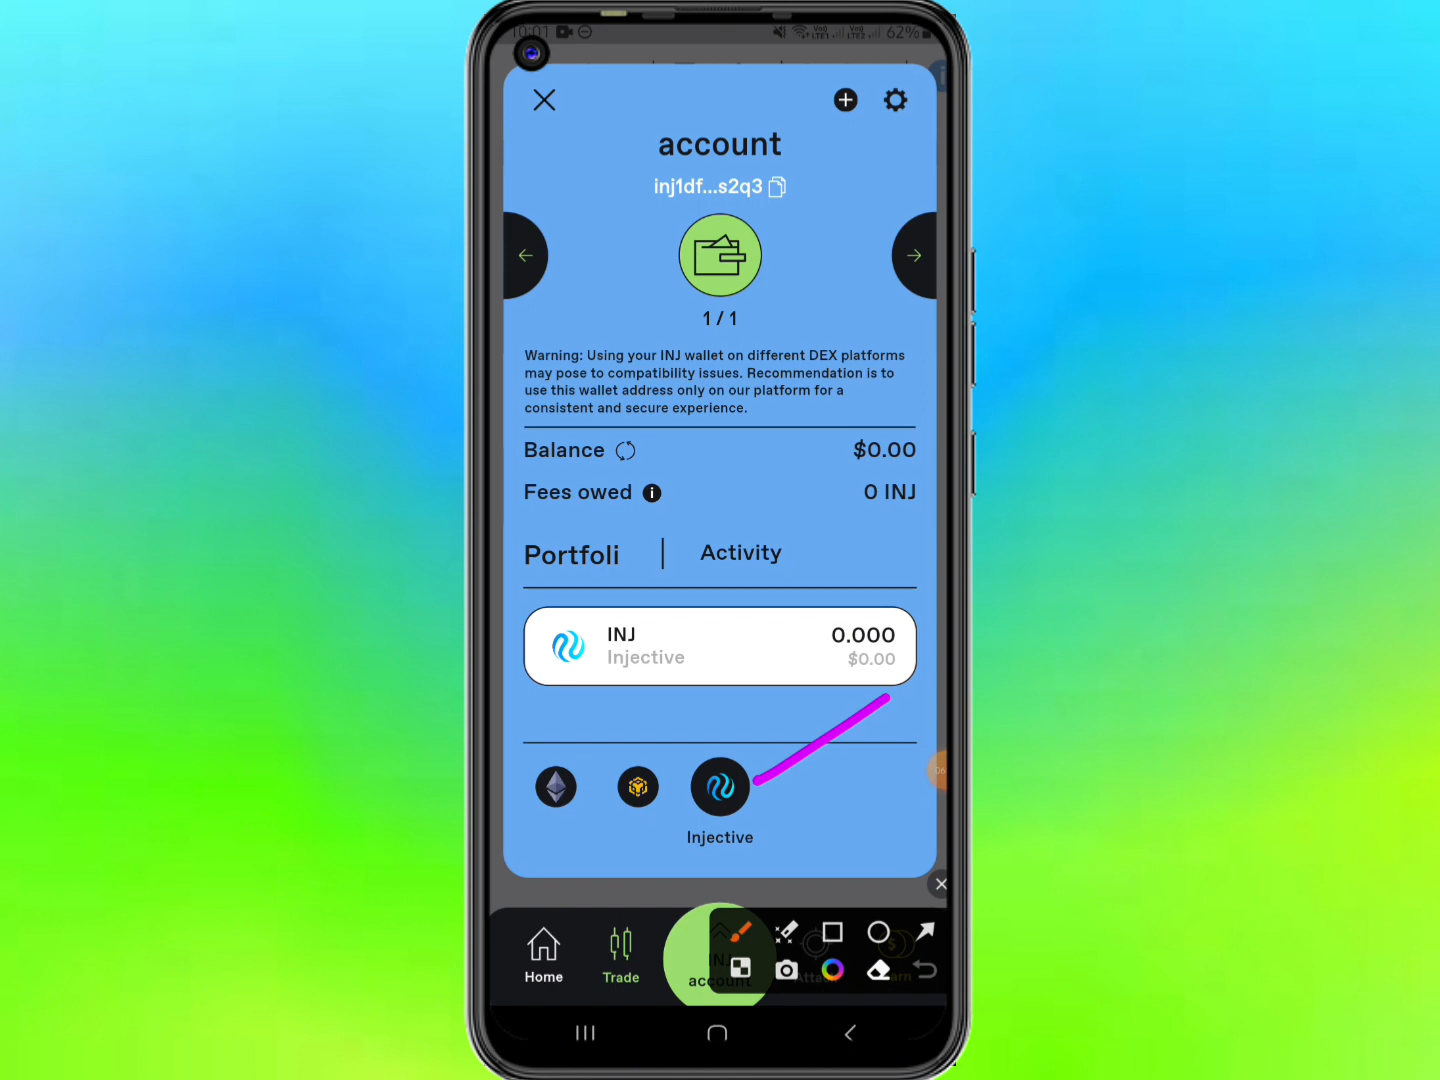 10:01 62%
account
inj1df...s2q3
1 / 1
Warning: Using your INJ wallet on different DEX platforms
may pose to compatibility issues. Recommendation is to
use this wallet address only on our platform for a
consistent and secure experience.
Balance $0.00
Fees owed 0 INJ
Portfoli Activity
INJ 0.000
Injective $0.00
06
Injective
Home Trade account